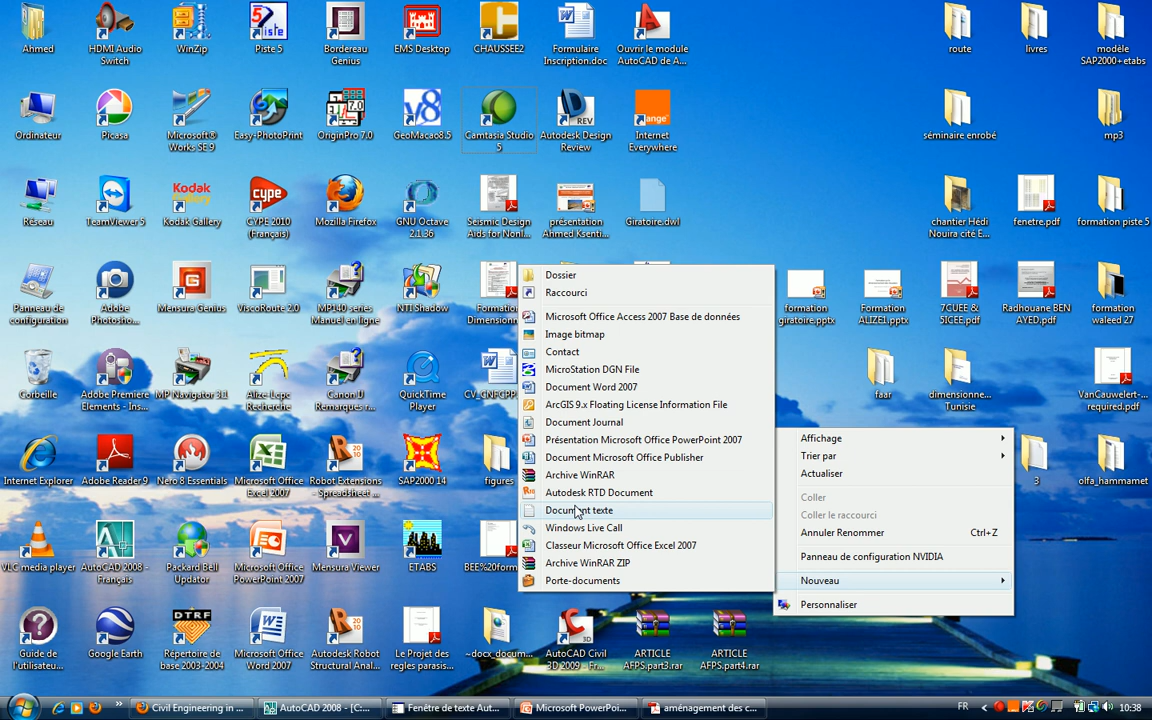 Ahmed
HDMI Audio
Switch
WinZip
Piste 5
Bordereau
Genius
EMS Desktop
CHAUSSEE2
Formulaire
Inscription.doc
Ouvrir le module
AutoCAD de A...
route
livres
modèle
SAP2000+etabs
Ordinateur
Picasa
Microsoft®
Works SE 9
Easy-PhotoPrint
OriginPro 7.0
GeoMacao8.5
Camtasia Studio
5
Autodesk Design
Review
Internet
Everywhere
séminaire enrobé
mp3
Réseau
TeamViewer 5
Kodak Gallery
CYPE 2010
(Français)
Mozilla Firefox
GNU Octave
2.1.36
Seismic Design
Aids for Nonl...
présentation
Ahmed Ksenti...
Giratoire.dwl
chantier Hédi
Nouira cité E...
fenetre.pdf
formation piste 5
Panneau de
configuration
Adobe
Photosho...
Mensura Genius
ViscoRoute 2.0
MP140 series
Manuel en ligne
NTI Shadow
Formation
Dimensionn
formation
giratoire.pptx
Formation
ALIZE1.pptx
7GUEE &
5IGEE.pdf
Radhouane BEN
AYED.pdf
formation
waleed 27
Corbeille
Adobe Premiere
Elements - Ins...
MP Navigator 3.1
Alize-Lcpc
Recherche
Canon IJ
Remarques r...
QuickTime
Player
CV_CNFCPP
faar
dimensionne...
Tunisie
VanCauwelert-...
required.pdf
Internet Explorer
Adobe Reader 9
Nero 8 Essentials
Microsoft Office
Excel 2007
Robot Extensions
- Spreadsheet ...
SAP2000 14
figures
3
olfa_hammamet
VLC media player
AutoCAD 2008 -
Français
Packard Bell
Updator
Microsoft Office
PowerPoint 2007
Mensura Viewer
ETABS
BEE%20form
Guide de
l'utilisateu...
Google Earth
Répertoire de
base 2003-2004
Microsoft Office
Word 2007
Autodesk Robot
Structural Anal...
Le Projet des
regles parasis...
~docx_docum...
AutoCAD Civil
3D 2009 - Fr...
ARTICLE
AFPS.part3.rar
ARTICLE
AFPS.part4.rar
Dossier
Raccourci
Microsoft Office Access 2007 Base de données
Image bitmap
Contact
MicroStation DGN File
Document Word 2007
ArcGIS 9.x Floating License Information File
Document Journal
Présentation Microsoft Office PowerPoint 2007
Document Microsoft Office Publisher
Archive WinRAR
Autodesk RTD Document
Document texte
Windows Live Call
Classeur Microsoft Office Excel 2007
Archive WinRAR ZIP
Porte-documents
Affichage
Trier par
Actualiser
Coller
Coller le raccourci
Annuler Renommer Ctrl+Z
Panneau de configuration NVIDIA
Nouveau
Personnaliser
Civil Engineering in ...
AutoCAD 2008 - [C:...
Fenêtre de texte Aut...
Microsoft PowerPoi...
aménagement des c...
FR
10:38